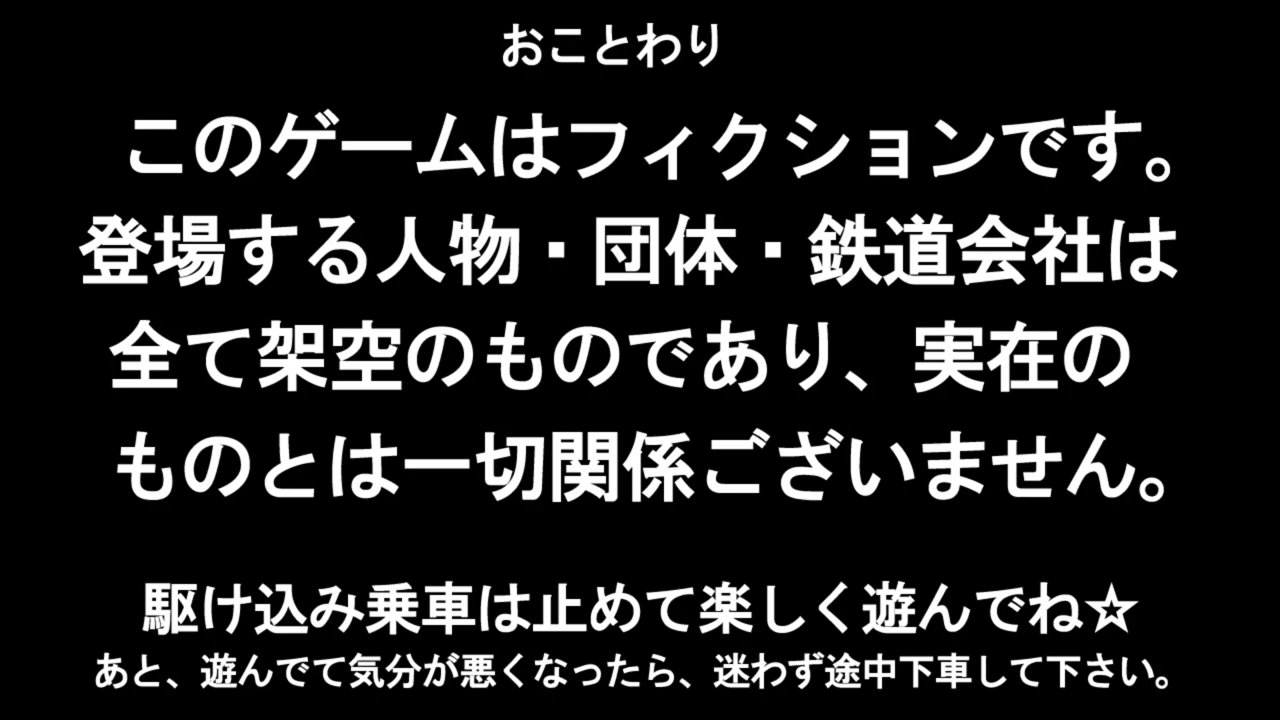 おことわり
このゲームはフィクションです。
登場する人物・団体・鉄道会社は
全て架空のものであり、実在の
ものとは一切関係ございません。
駆け込み乗車は止めて楽しく遊んでね☆
あと、遊んでて気分が悪くなったら、迷わず途中下車して下さい。